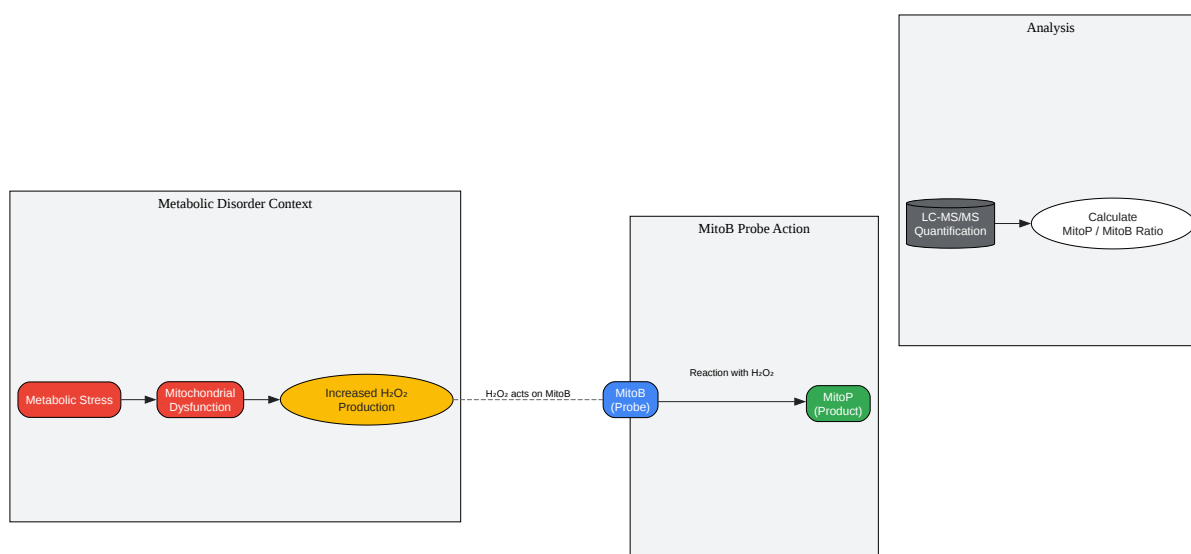 Analysis
LC-MS/MS
Quantification
Calculate
MitoP / MitoB Ratio
Metabolic Disorder Context
MitoB Probe Action
Metabolic Stress
Mitochondrial
Dysfunction
Increased H₂O₂
Production
H₂O₂ acts on MitoB
MitoB
(Probe)
Reaction with H₂O₂
MitoP
(Product)